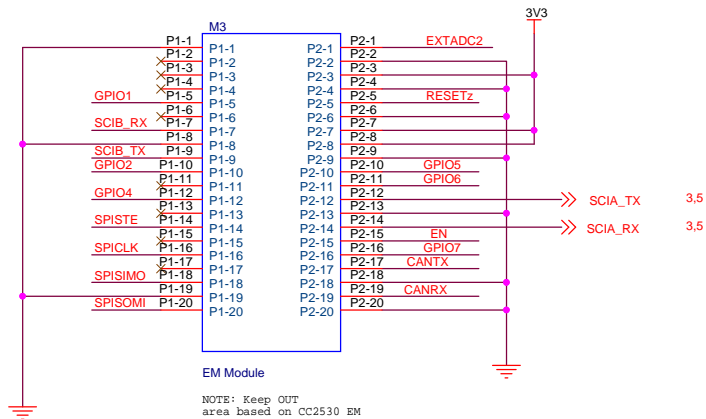 3V3
M3
P1-1 P1-1 P2-1 P2-1 EXTADC2
P1-2 P1-2 P2-2 P2-2
P1-3 P1-3 P2-3 P2-3
P1-4 P1-4 P2-4 P2-4
GPIO1 P1-5 P1-5 P2-5 P2-5 RESETz
P1-6 P1-6 P2-6 P2-6
SCIB_RX P1-7 P1-7 P2-7 P2-7
P1-8 P1-8 P2-8 P2-8
SCIB_TX P1-9 P1-9 P2-9 P2-9
GPIO2 P1-10 P1-10 P2-10 P2-10 GPIO5
P1-11 P1-11 P2-11 P2-11 GPIO6
GPIO4 P1-12 P1-12 P2-12 P2-12 SCIA_TX 3,5
P1-13 P1-13 P2-13 P2-13
SPISTE P1-14 P1-14 P2-14 P2-14 SCIA_RX 3,5
P1-15 P1-15 P2-15 P2-15 EN
SPICLK P1-16 P1-16 P2-16 P2-16 GPIO7
P1-17 P1-17 P2-17 P2-17 CANTX
SPISIMO P1-18 P1-18 P2-18 P2-18
P1-19 P1-19 P2-19 P2-19 CANRX
SPISOMI P1-20 P1-20 P2-20 P2-20
EM Module
NOTE: Keep OUT
area based on CC2530 EM